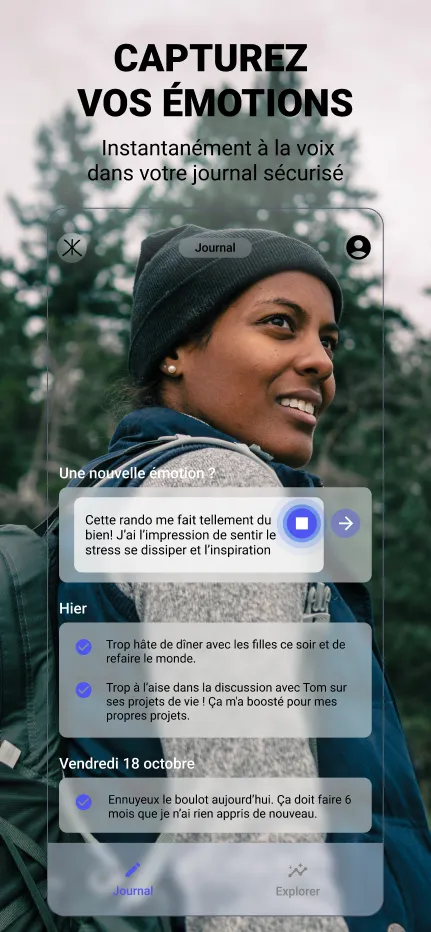 CAPTUREZ
VOS ÉMOTIONS
Instantanément à la voix
dans votre journal sécurisé
Journal
Une nouvelle émotion ?
Cette rando me fait tellement du
bien! J'ai l'impression de sentir le
stress se dissiper et l'inspiration
Hier
Trop hâte de dîner avec les filles ce soir et de
refaire le monde.
Trop à l'aise dans la discussion avec Tom sur
ses projets de vie ! Ça m'a boosté pour mes
propres projets.
Vendredi 18 octobre
Ennuyeux le boulot aujourd'hui. Ça doit faire 6
mois que je n'ai rien appris de nouveau.
Journal
Explorer